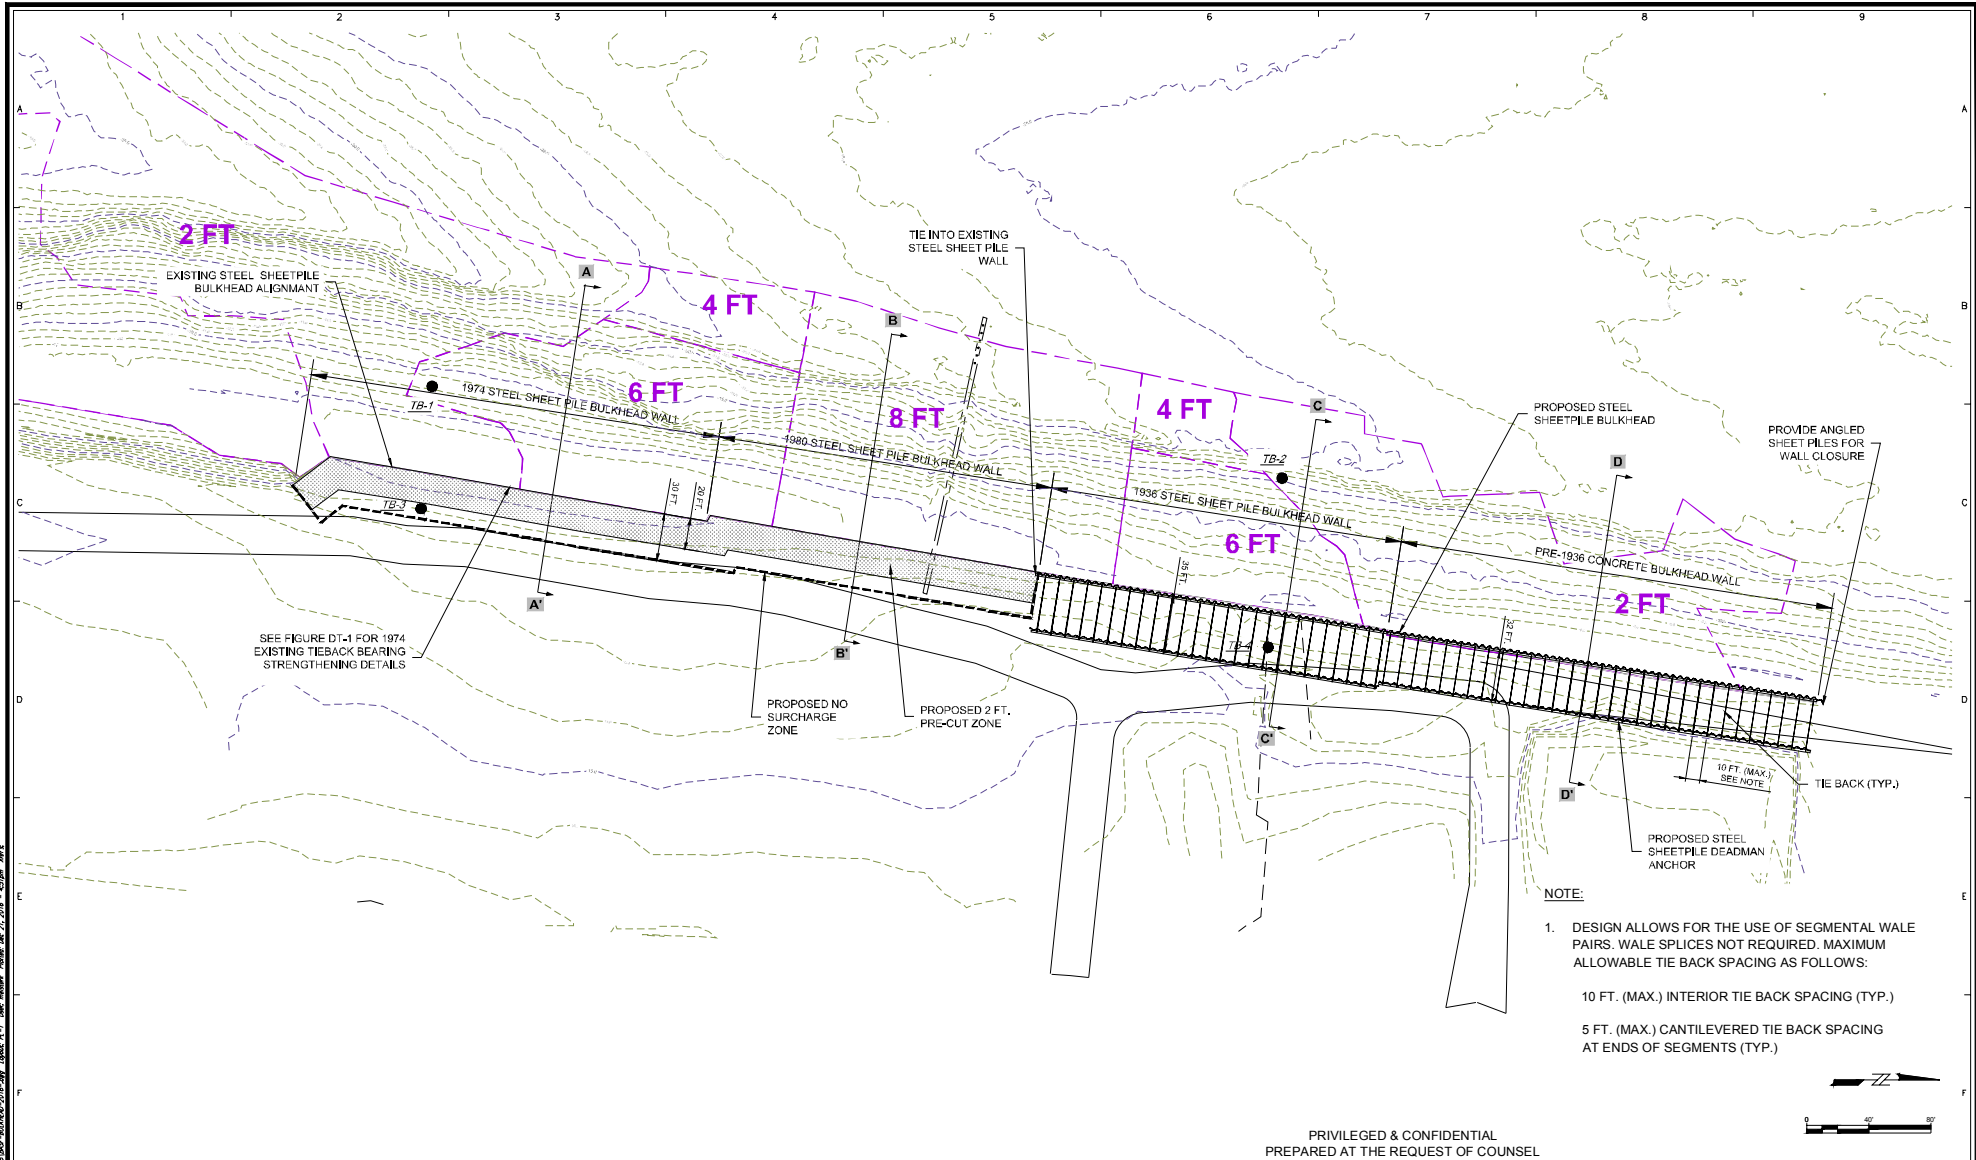 1 2 3 4 5 6 7 8 9
A A
2 FT
TIE INTO EXISTING
STEEL SHEET PILE
WALL
EXISTING STEEL SHEETPILE
BULKHEAD ALIGNMANT
A
4 FT
B
B B
1974 STEEL SHEET PILE BULKHEAD WALL
TB-1
6 FT
8 FT
4 FT
C
PROPOSED STEEL
SHEETPILE BULKHEAD
PROVIDE ANGLED
SHEET PILES FOR
WALL CLOSURE
1980 STEEL SHEET PILE BULKHEAD WALL
TB-2
D
C C
TB-3
30 FT.
20 FT.
1936 STEEL SHEET PILE BULKHEAD WALL
6 FT
PRE-1936 CONCRETE BULKHEAD WALL
35 FT.
2 FT
A'
32 FT.
SEE FIGURE DT-1 FOR 1974
EXISTING TIEBACK BEARING
STRENGTHENING DETAILS
B'
TB-4
D D
PROPOSED NO
SURCHARGE
ZONE
PROPOSED 2 FT.
PRE-CUT ZONE
C'
10 FT. (MAX.)
SEE NOTE
TIE BACK (TYP.)
D'
PROPOSED STEEL
SHEETPILE DEADMAN
ANCHOR
E E
NOTE:
1. DESIGN ALLOWS FOR THE USE OF SEGMENTAL WALE
PAIRS. WALE SPLICES NOT REQUIRED. MAXIMUM
ALLOWABLE TIE BACK SPACING AS FOLLOWS:
10 FT. (MAX.) INTERIOR TIE BACK SPACING (TYP.)
5 FT. (MAX.) CANTILEVERED TIE BACK SPACING
AT ENDS OF SEGMENTS (TYP.)
F F
0 40' 80'
PRIVILEGED & CONFIDENTIAL
PREPARED AT THE REQUEST OF COUNSEL